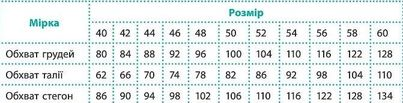 Мірка Розмір
40 42 44 46 48 50 52 54 56 58 60
Обхват грудей 80 84 88 92 96 100 104 110 116 122 128
Обхват талії 62 66 70 74 78 82 86 92 98 104 110
Обхват стегон 86 90 94 98 102 106 110 116 122 128 134